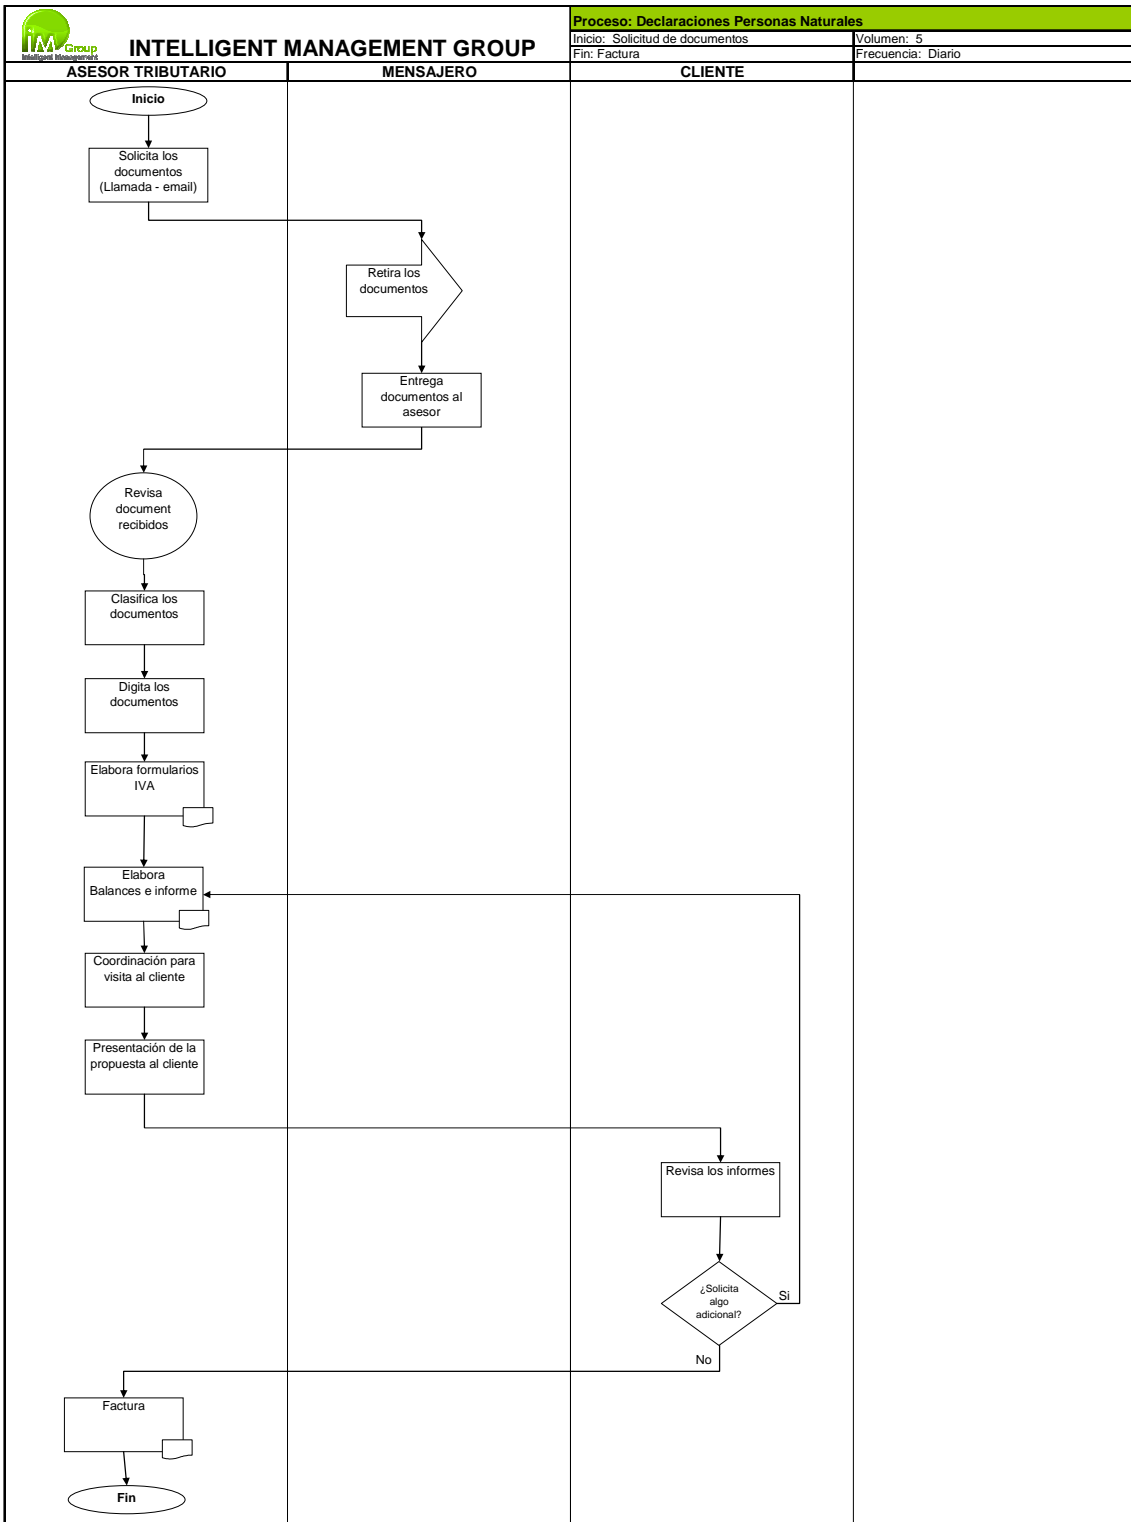 iM Group
Intelligent Management
INTELLIGENT MANAGEMENT GROUP
Proceso: Declaraciones Personas Naturales
Inicio: Solicitud de documentos
Volumen: 5
Fin: Factura
Frecuencia: Diario
ASESOR TRIBUTARIO
MENSAJERO
CLIENTE
Inicio
Solicita los
documentos
(Llamada - email)
Retira los
documentos
Entrega
documentos al
asesor
Revisa
document
recibidos
Clasifica los
documentos
Digita los
documentos
Elabora formularios
IVA
Elabora
Balances e informe
Coordinación para
visita al cliente
Presentación de la
propuesta al cliente
Revisa los informes
¿Solicita
algo
adicional?
Si
No
Factura
Fin